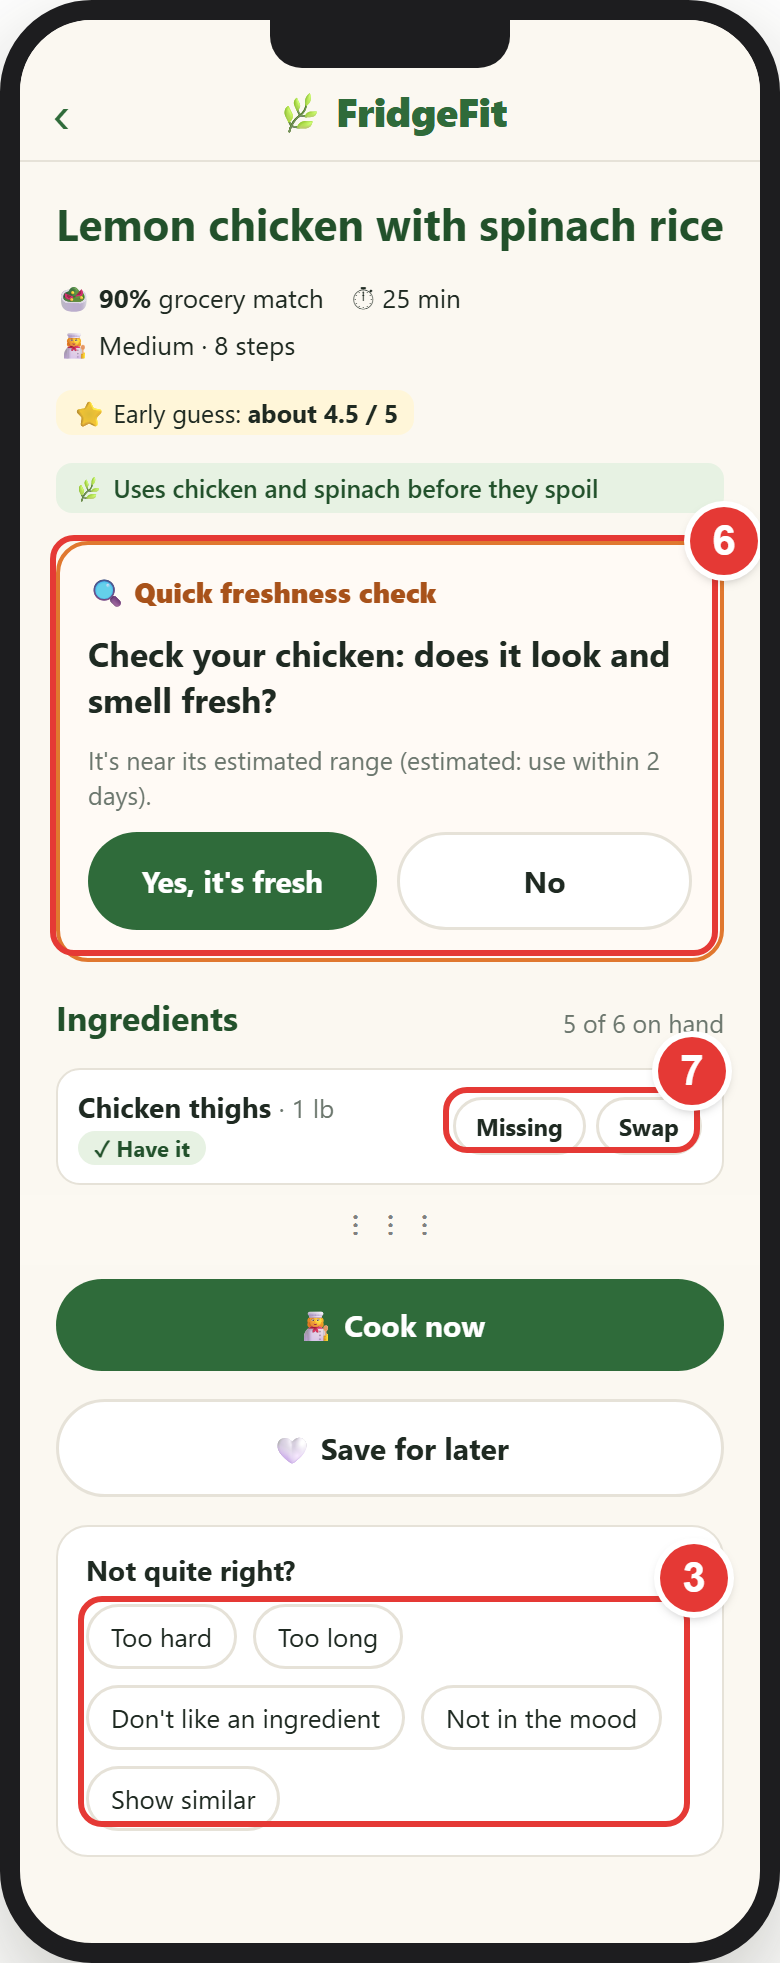 ‹
🌿 FridgeFit
Lemon chicken with spinach rice
🥗 90% grocery match ⏱ 25 min
🧑‍🍳 Medium · 8 steps
⭐ Early guess: about 4.5 / 5
🌿 Uses chicken and spinach before they spoil
6
🔍 Quick freshness check
Check your chicken: does it look and
smell fresh?
It's near its estimated range (estimated: use within 2
days).
Yes, it's fresh No
Ingredients 5 of 6 on hand
7
Chicken thighs · 1 lb Missing Swap
✓ Have it
⋮ ⋮ ⋮
🧑‍🍳 Cook now
🤍 Save for later
Not quite right? 3
Too hard Too long
Don't like an ingredient Not in the mood
Show similar